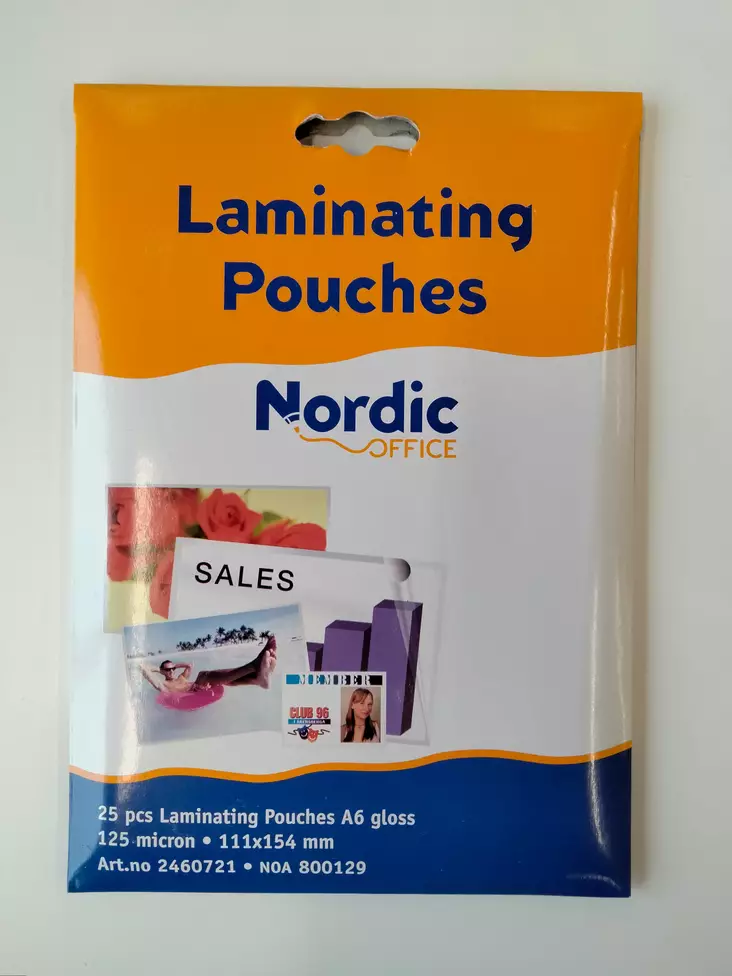 Laminating
Pouches
Nordic
OFFICE
SALES
MEMBER
CLUB 96
25 pcs Laminating Pouches A6 gloss
125 micron • 111x154 mm
Art.no 2460721 • NOA 800129